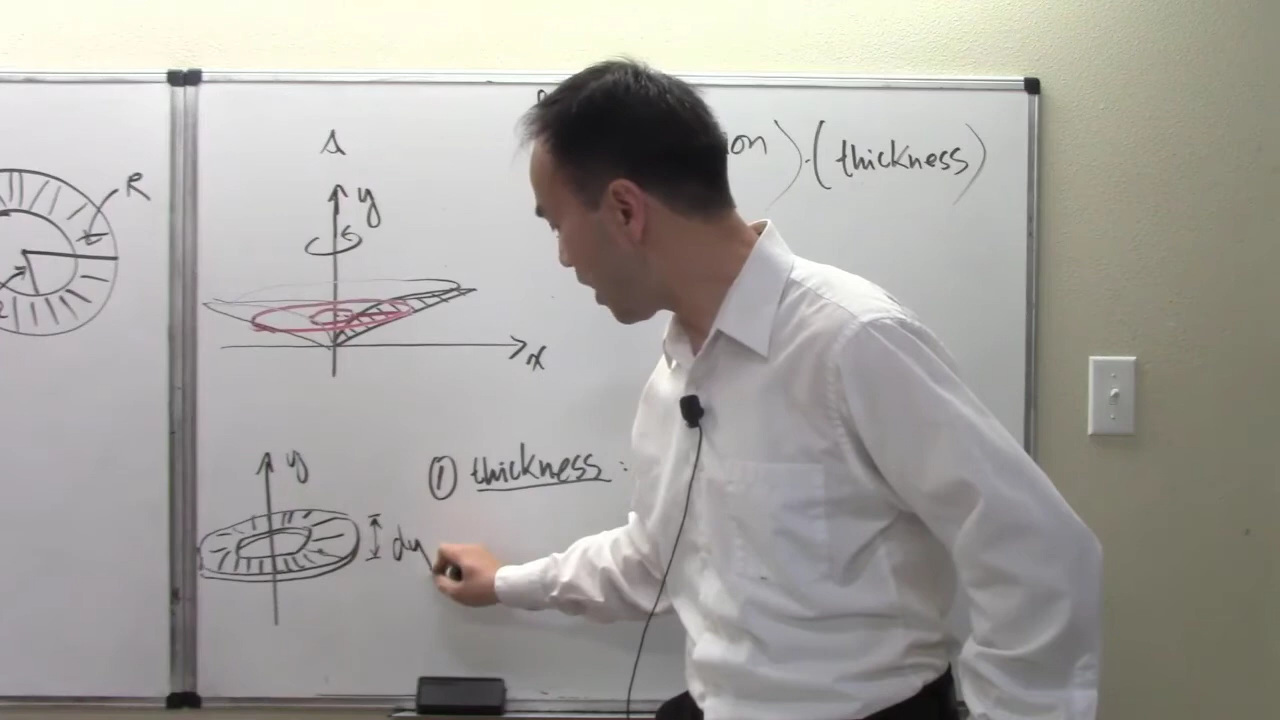 on) · (thickness)
R
y
x
y
① thickness :
dy